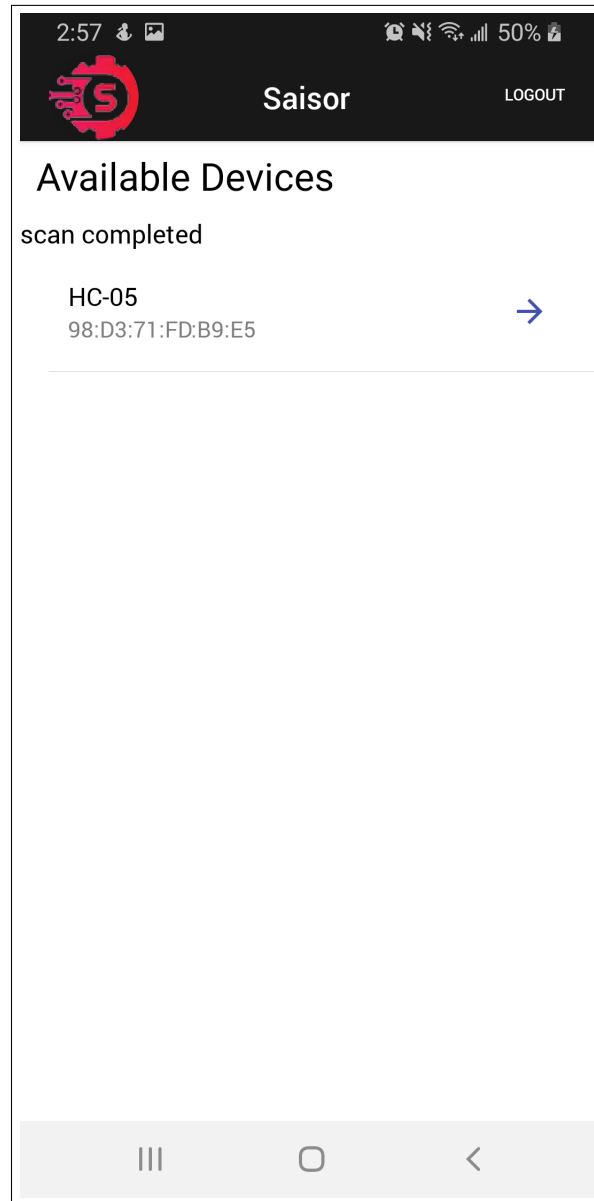 2:57 50%
S
Saisor LOGOUT
Available Devices
scan completed
HC-05
98:D3:71:FD:B9:E5